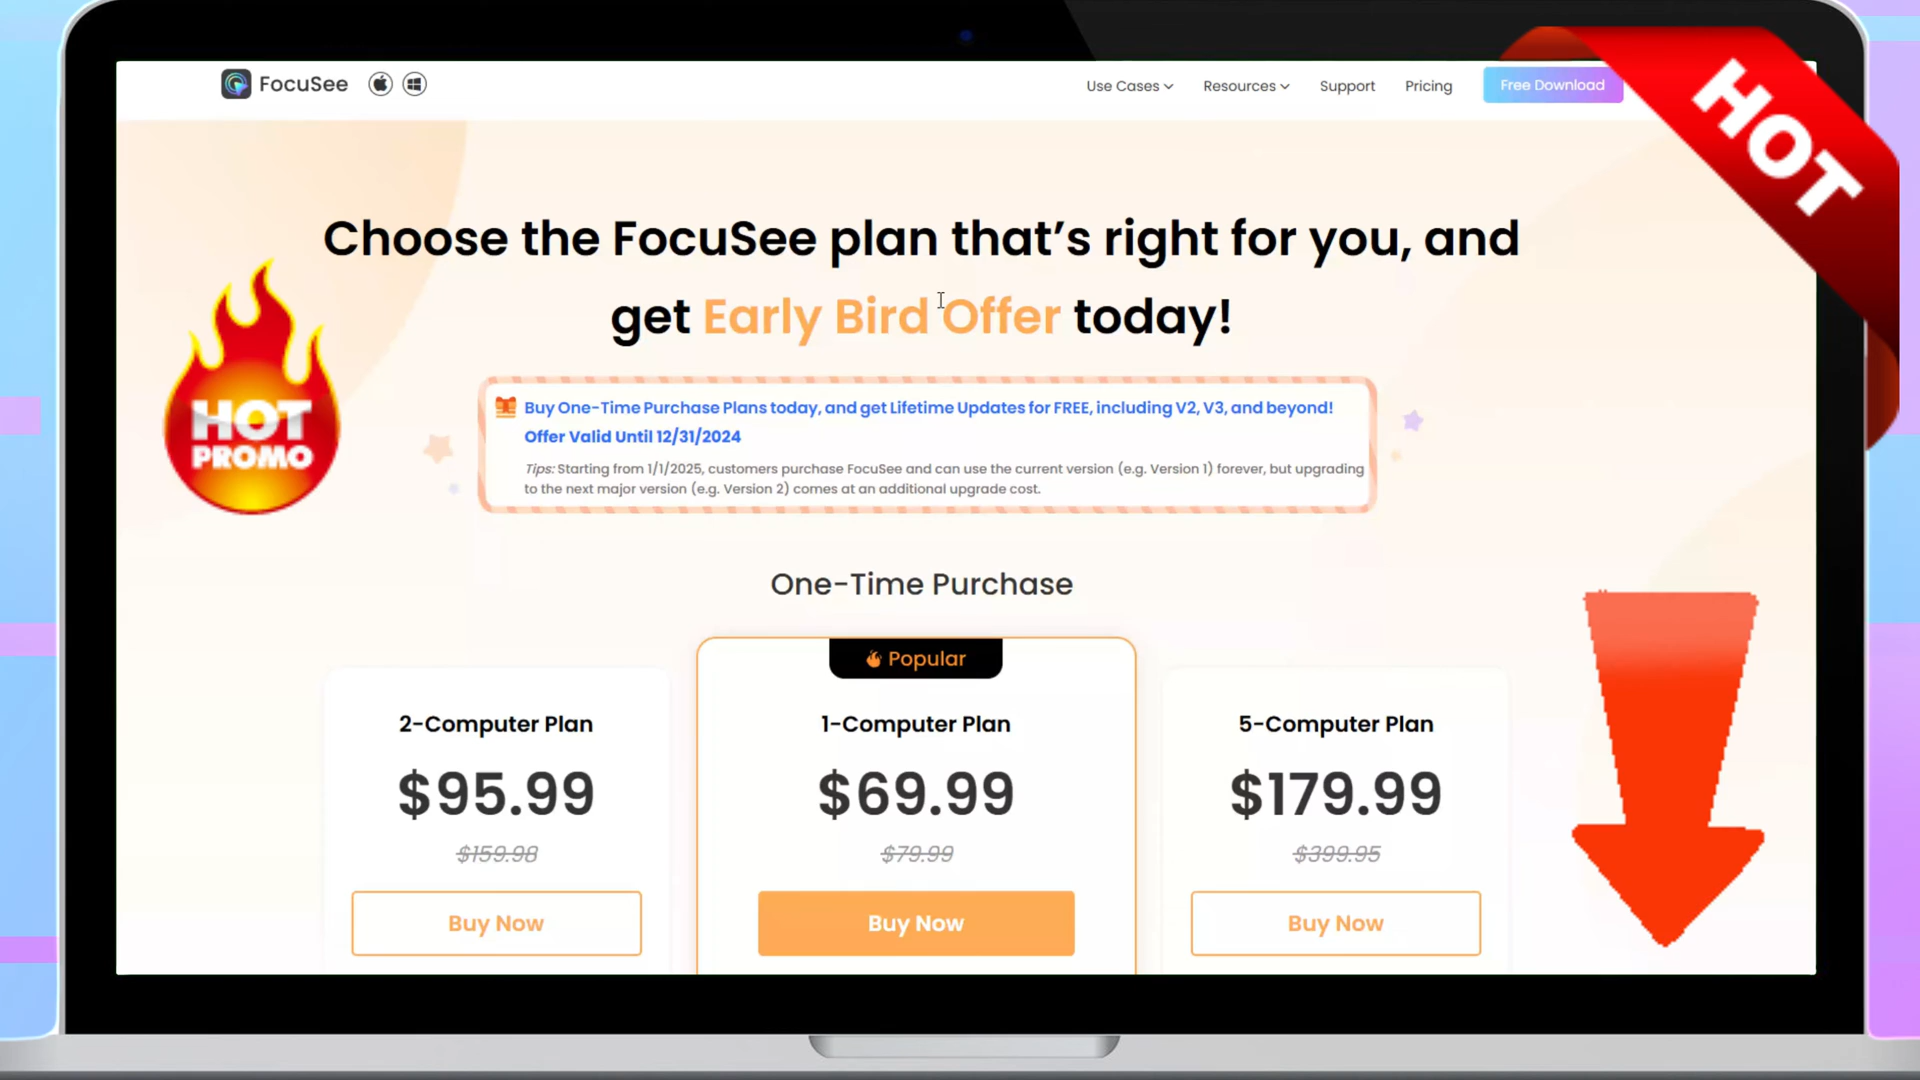 FocuSee
Use Cases
Resources
Support
Pricing
Free Download
HOT
Choose the FocuSee plan that’s right for you, and
get Early Bird Offer today!
HOT
PROMO
Buy One-Time Purchase Plans today, and get Lifetime Updates for FREE, including V2, V3, and beyond!
Offer Valid Until 12/31/2024
Tips: Starting from 1/1/2025, customers purchase FocuSee and can use the current version (e.g. Version 1) forever, but upgrading
to the next major version (e.g. Version 2) comes at an additional upgrade cost.
One-Time Purchase
2-Computer Plan
$95.99
$159.98
Buy Now
Popular
1-Computer Plan
$69.99
$79.99
Buy Now
5-Computer Plan
$179.99
$399.95
Buy Now